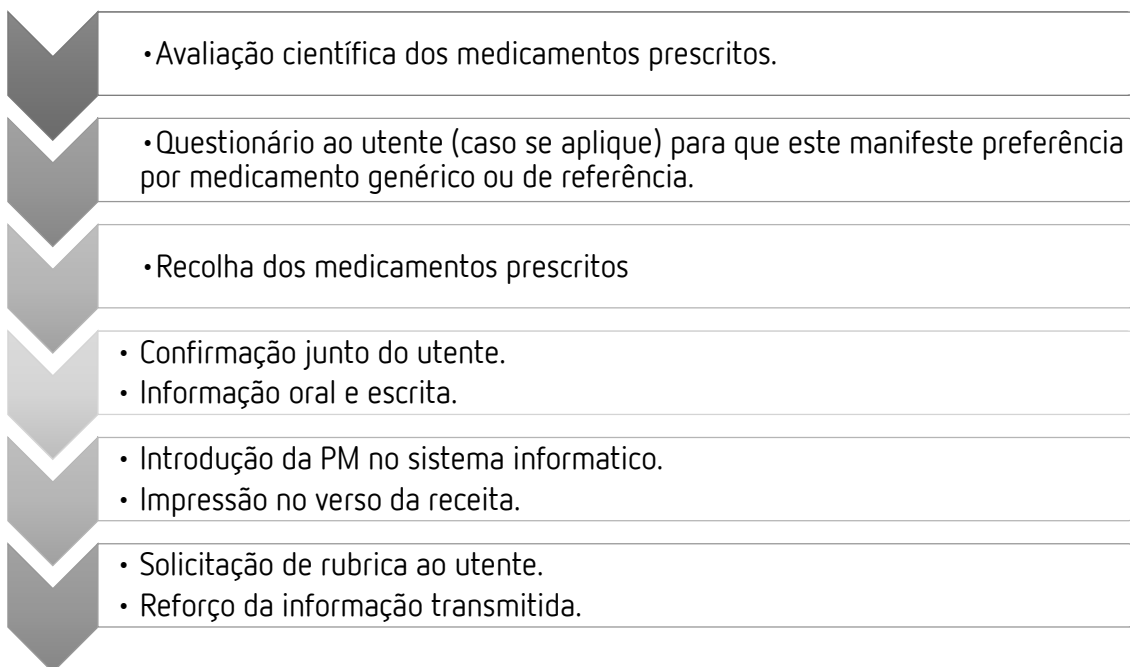 •Avaliação científica dos medicamentos prescritos.
•Questionário ao utente (caso se aplique) para que este manifeste preferência
por medicamento genérico ou de referência.
•Recolha dos medicamentos prescritos
• Confirmação junto do utente.
• Informação oral e escrita.
• Introdução da PM no sistema informatico.
• Impressão no verso da receita.
• Solicitação de rubrica ao utente.
• Reforço da informação transmitida.